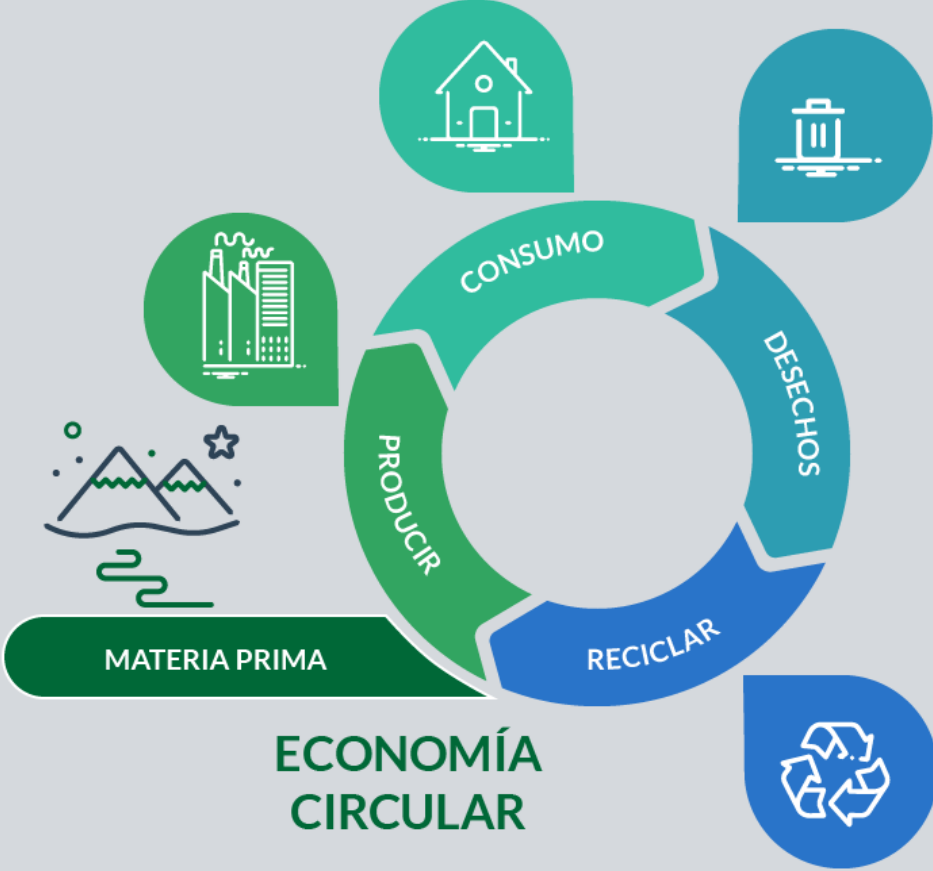 CONSUMO
DESECHOS
PRODUCIR
RECICLAR
MATERIA PRIMA
ECONOMÍA
CIRCULAR